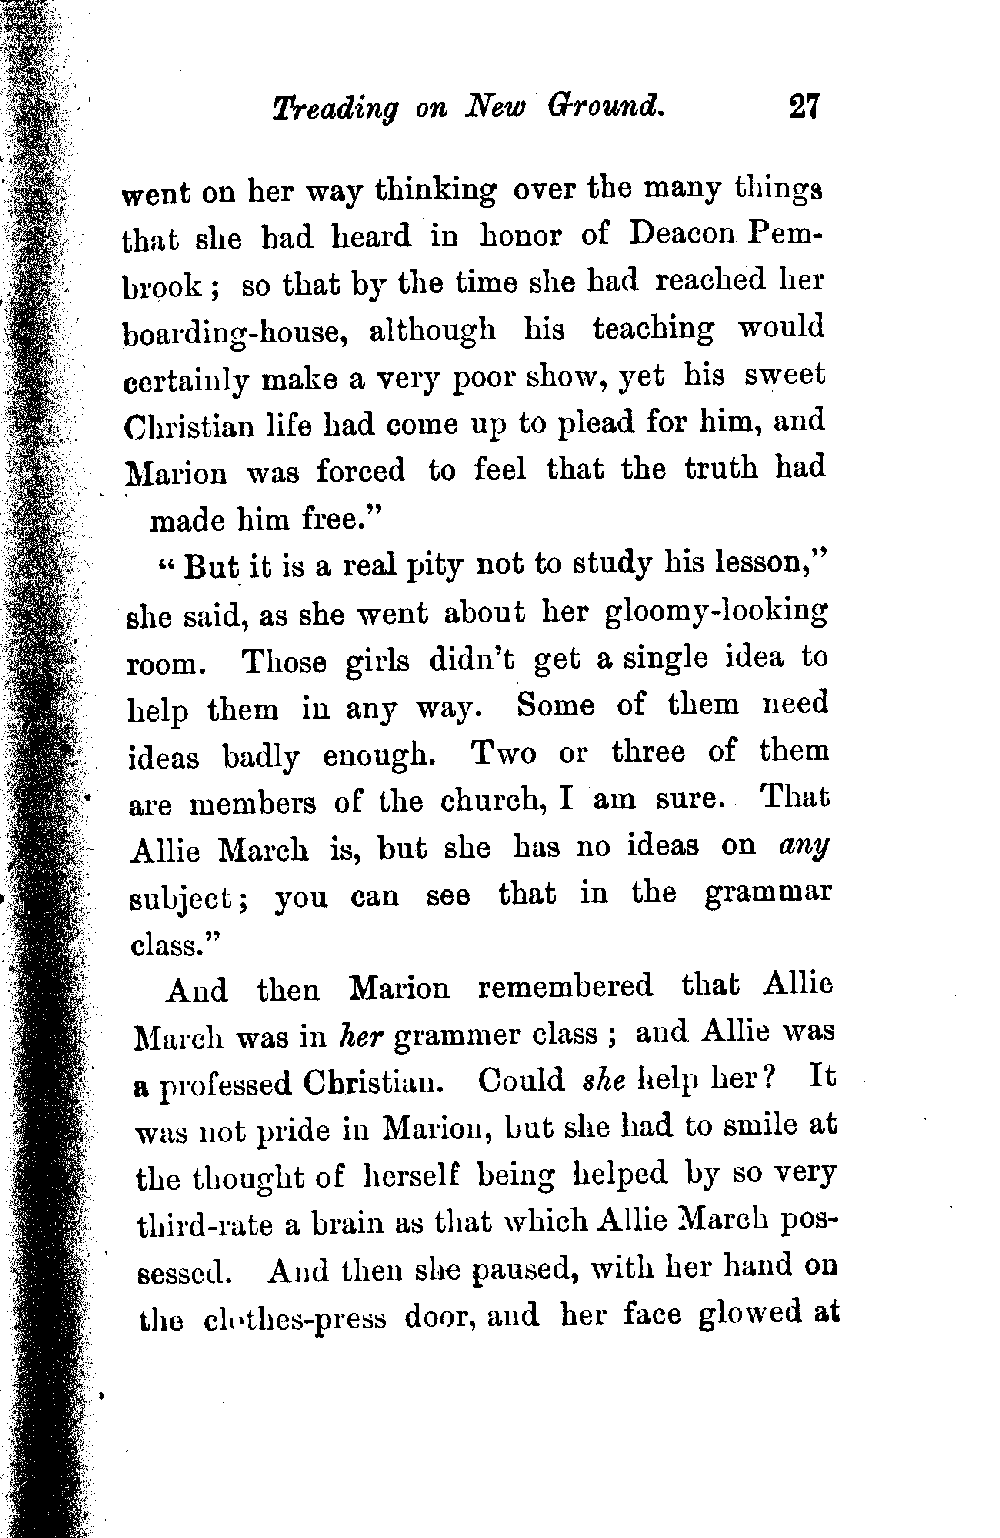 Treading on New Ground. 27
went on her way thinking over the many things
that she had heard in honor of Deacon Pem-
brook; so that by the time she had reached her
boarding-house, although his teaching would
certainly make a very poor show, yet his sweet
Christian life had come up to plead for him, and
Marion was forced to feel that the truth had
made him free."
"But it is a real pity not to study his lesson,"
she said, as she went about her gloomy-looking
room. Those girls didn't get a single idea to
help them in any way. Some of them need
ideas badly enough. Two or three of them
are members of the church, I am sure. That
Allie March is, but she has no ideas on any
subject; you can see that in the grammar
class."
And then Marion remembered that Allie
March was in her grammer class; and Allie was
a professed Christian. Could she help her? It
was not pride in Marion, but she had to smile at
the thought of herself being helped by so very
third-rate a brain as that which Allie March pos-
sessed. And then she paused, with her hand on
the clothes-press door, and her face glowed at